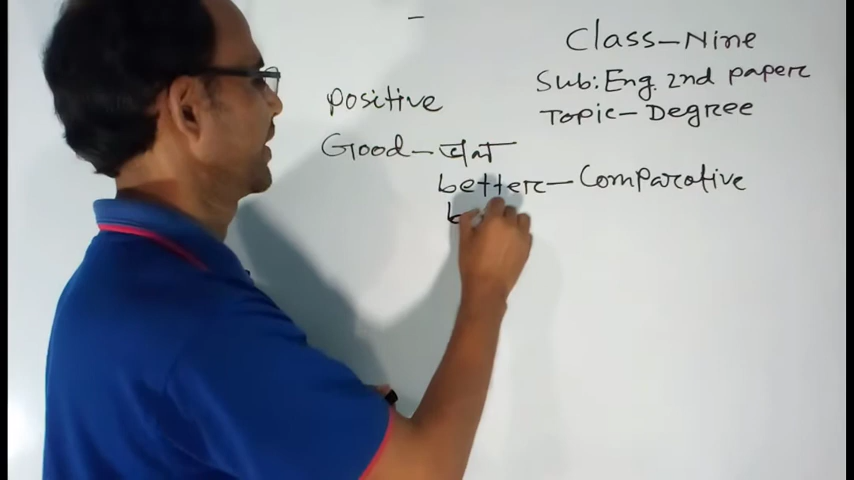 Class-Nine
Sub: Eng. 2nd paper
Topic- Degree
positive
Good-ভাল
better-Comparative
b